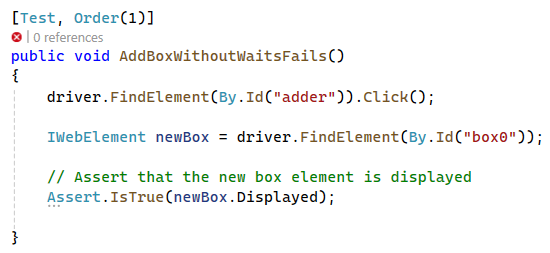 [Test, Order(1)]
0 references
public void AddBoxWithoutWaitsFails()
{
driver.FindElement(By.Id("adder")).Click();
IWebElement newBox = driver.FindElement(By.Id("box0"));
// Assert that the new box element is displayed
Assert.IsTrue(newBox.Displayed);
}